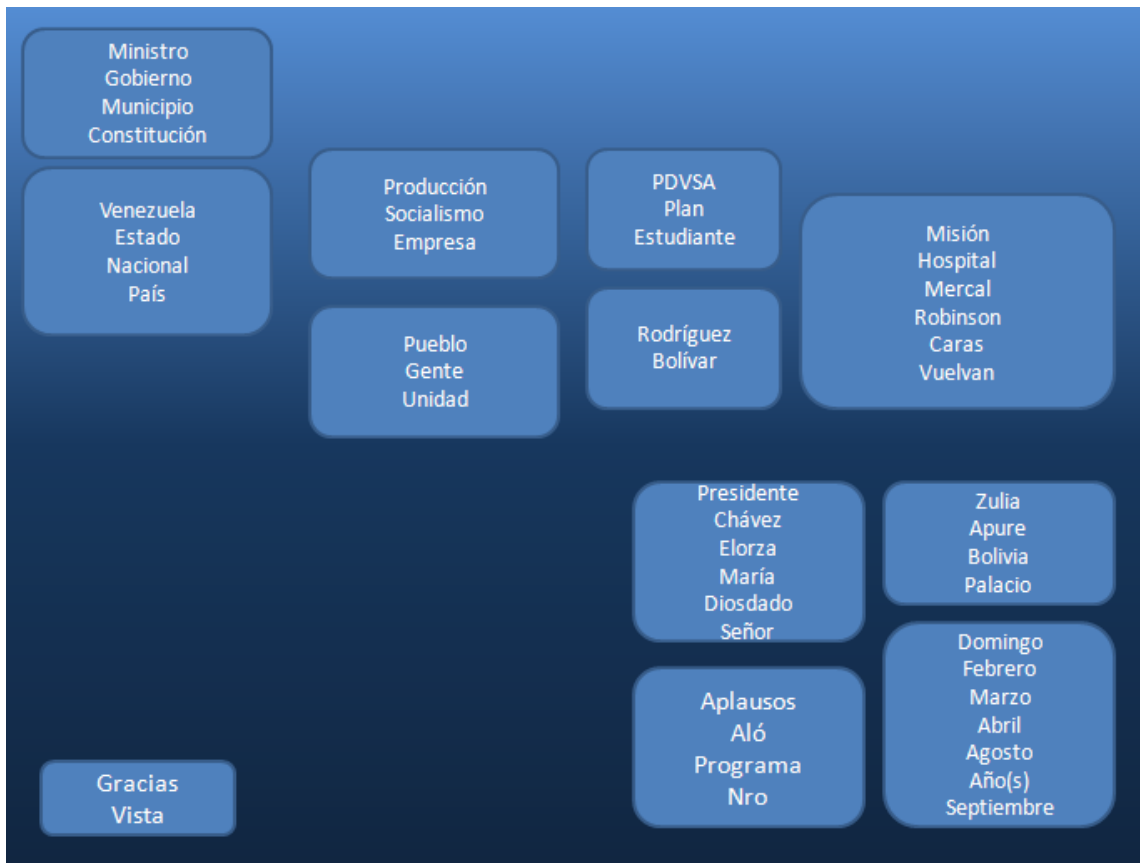 Ministro
Gobierno
Municipio
Constitución
Venezuela
Estado
Nacional
País
Producción
Socialismo
Empresa
Pueblo
Gente
Unidad
PDVSA
Plan
Estudiante
Rodríguez
Bolívar
Misión
Hospital
Mercal
Robinson
Caras
Vuelvan
Presidente
Chávez
Elorza
María
Diosdado
Señor
Zulia
Apure
Bolivia
Palacio
Aplausos
Aló
Programa
Nro
Domingo
Febrero
Marzo
Abril
Agosto
Año(s)
Septiembre
Gracias
Vista